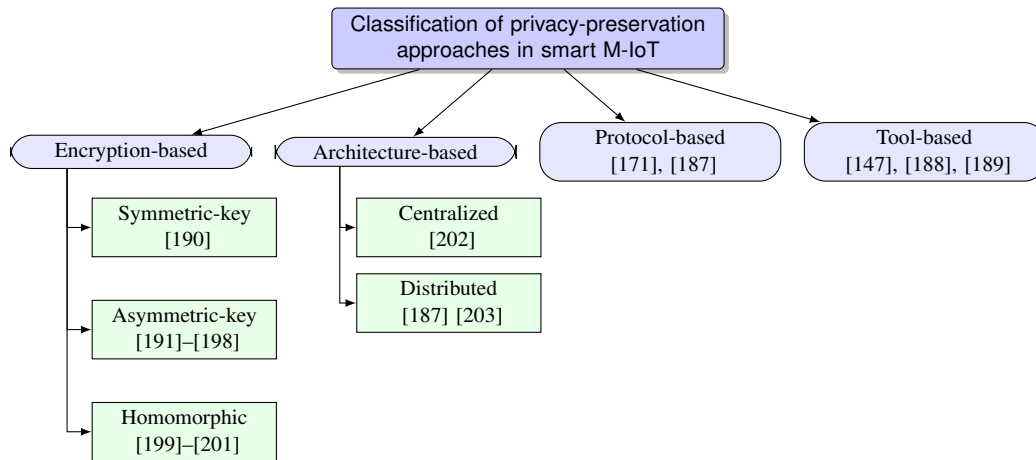 Classification of privacy-preservation
approaches in smart M-IoT
Encryption-based
Architecture-based
Protocol-based
[171], [187]
Tool-based
[147], [188], [189]
Symmetric-key
[190]
Asymmetric-key
[191]–[198]
Homomorphic
[199]–[201]
Centralized
[202]
Distributed
[187] [203]